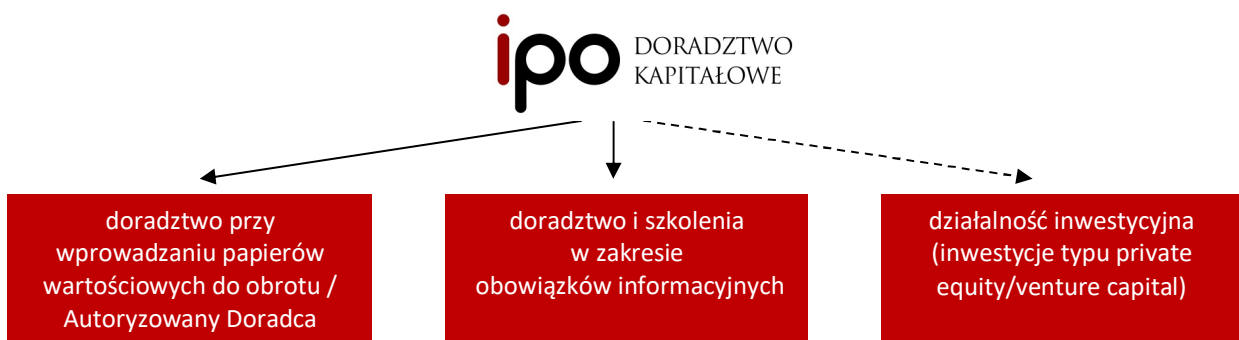 ipo DORADZTWO
KAPITAŁOWE
doradztwo przy
wprowadzaniu papierów
wartościowych do obrotu /
Autoryzowany Doradca
doradztwo i szkolenia
w zakresie
obowiązków informacyjnych
działalność inwestycyjna
(inwestycje typu private
equity/venture capital)